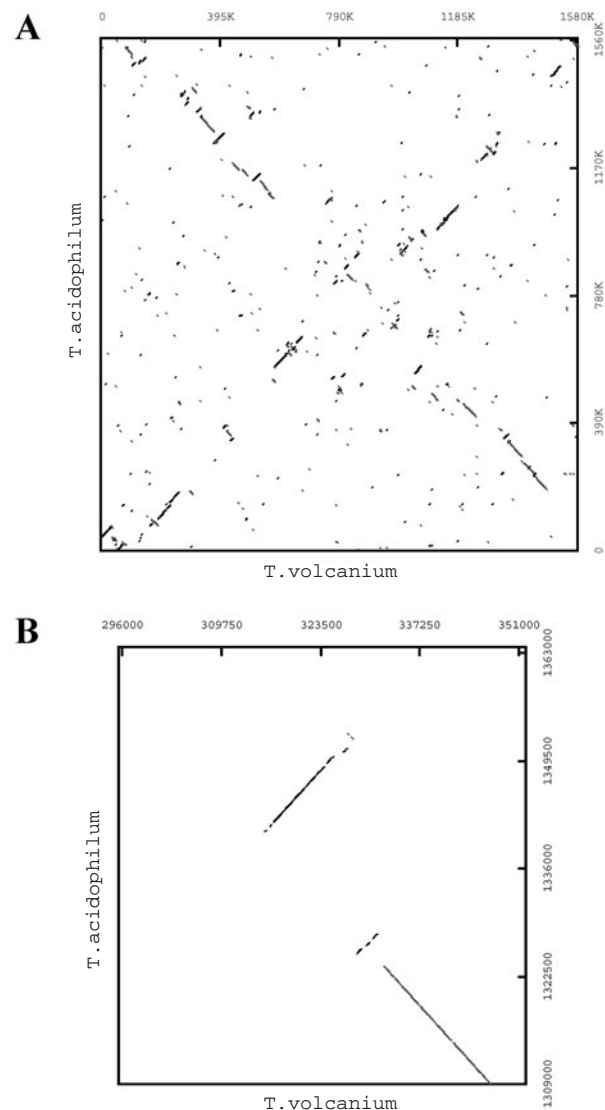 A
0 395K 790K 1185K 1580K
1560K
1170K
780K
390K
0
T.acidophilum
T.volcanium
B
296000 309750 323500 337250 351000
1363000
1349500
1336000
1322500
1309000
T.acidophilum
T.volcanium